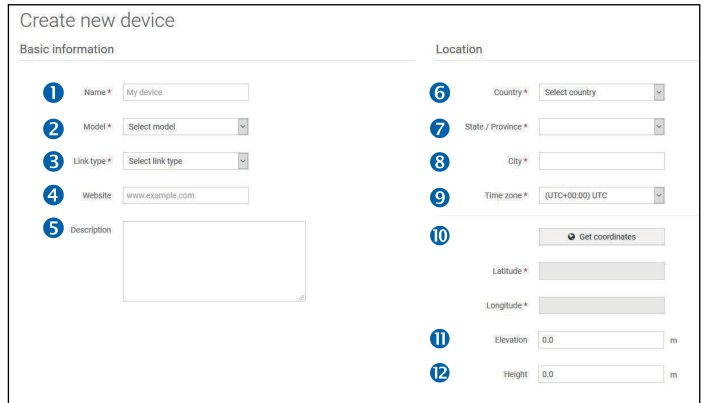 Create new device
Basic information
1 Name * My device
2 Model * Select model
3 Link type * Select link type
4 Website www.example.com
5 Description
Location
6 Country * Select country
7 State / Province *
8 City *
9 Time zone * (UTC+00:00) UTC
10 Get coordinates
Latitude *
Longitude *
11 Elevation 0.0 m
12 Height 0.0 m